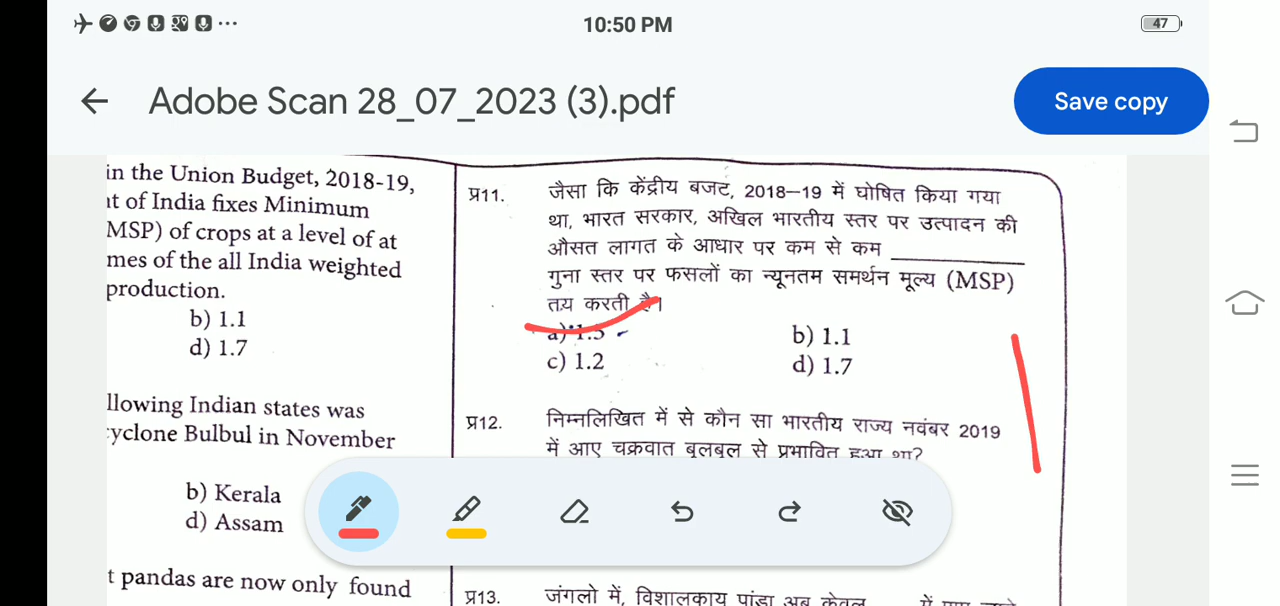 10:50 PM
47
Adobe Scan 28_07_2023 (3).pdf
Save copy
in the Union Budget, 2018-19,
of India fixes Minimum
MSP) of crops at a level of at
mes of the all India weighted
production.
b) 1.1
d) 1.7
llowing Indian states was
yclone Bulbul in November
b) Kerala
d) Assam
t pandas are now only found
प्र11. जैसा कि केंद्रीय बजट, 2018–19 में घोषित किया गया
था, भारत सरकार, अखिल भारतीय स्तर पर उत्पादन की
औसत लागत के आधार पर कम से कम ____________
गुना स्तर पर फसलों का न्यूनतम समर्थन मूल्य (MSP)
तय करती है।
a) 1.5 b) 1.1
c) 1.2 d) 1.7
प्र12. निम्नलिखित में से कौन सा भारतीय राज्य नवंबर 2019
में आए चक्रवात बुलबुल से प्रभावित हुआ था?
प्र13. जंगलो में, विशालकाय पांडा अब केवल